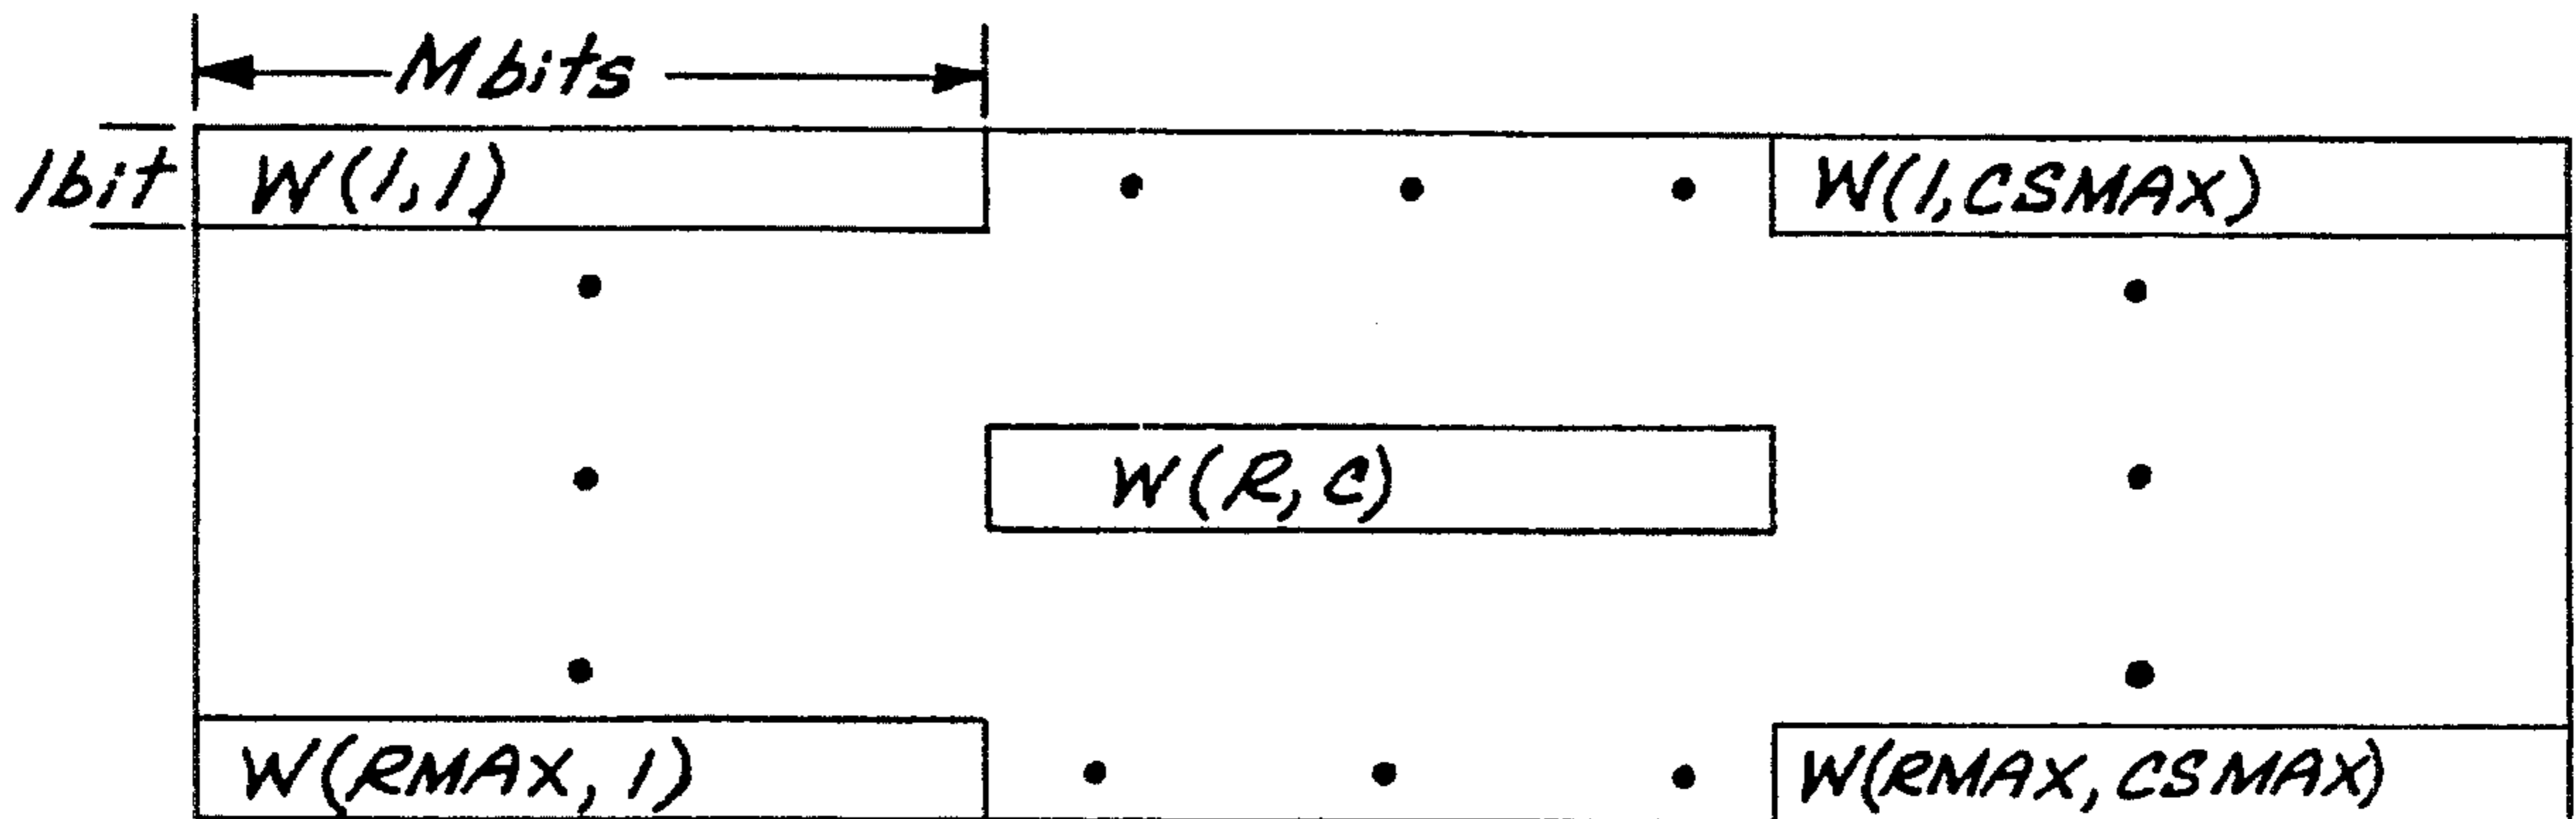 M bits
1 bit
W(1,1)
W(1,CSMAX)
W(R,C)
W(RMAX,1)
W(RMAX,CSMAX)